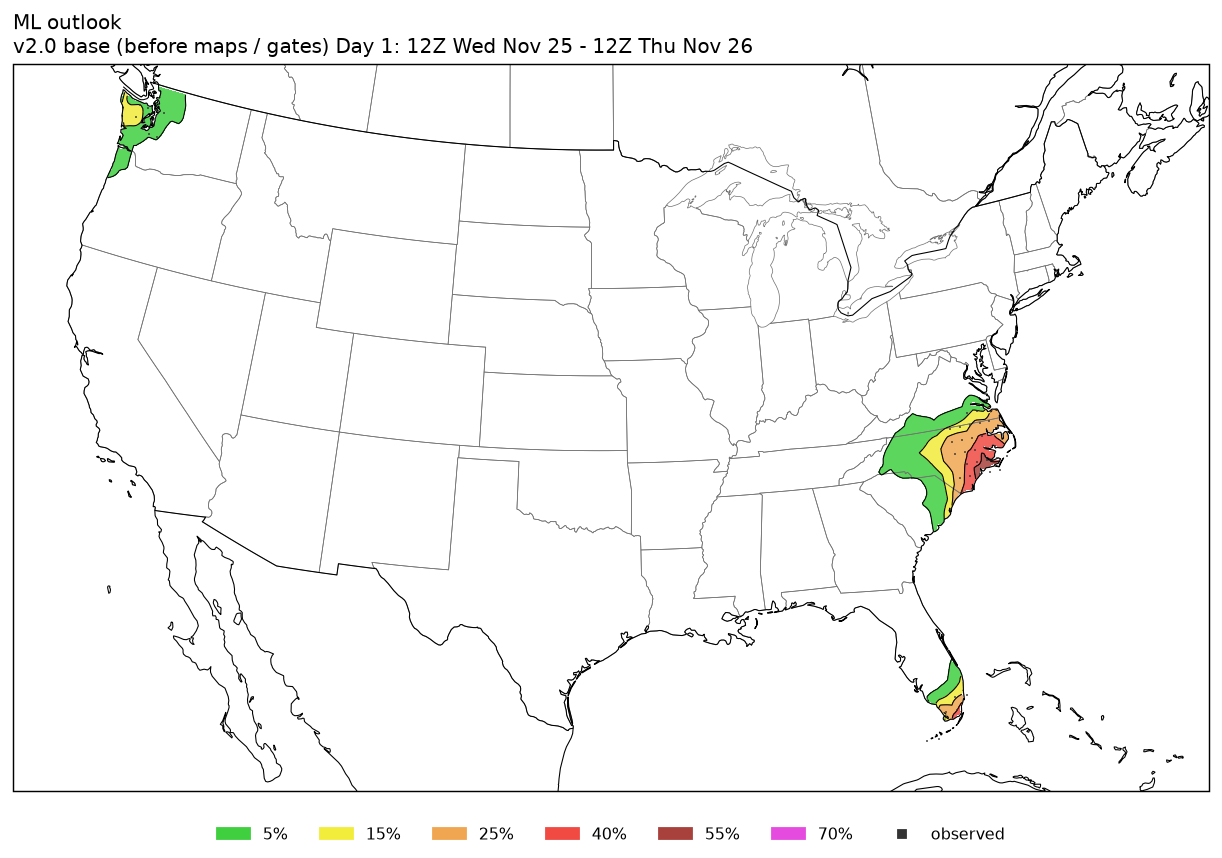 ML outlook
v2.0 base (before maps / gates) Day 1: 12Z Wed Nov 25 - 12Z Thu Nov 26
5% 15% 25% 40% 55% 70% observed